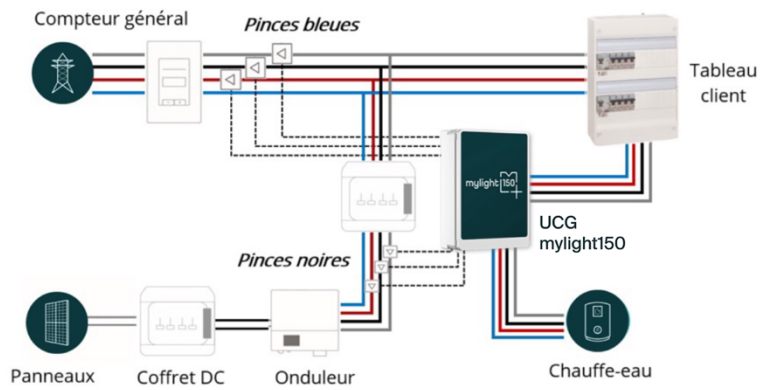 Compteur général
Pinces bleues
Tableau
client
mylight150
M+
UCG
mylight150
Pinces noires
Panneaux
Coffret DC
Onduleur
Chauffe-eau